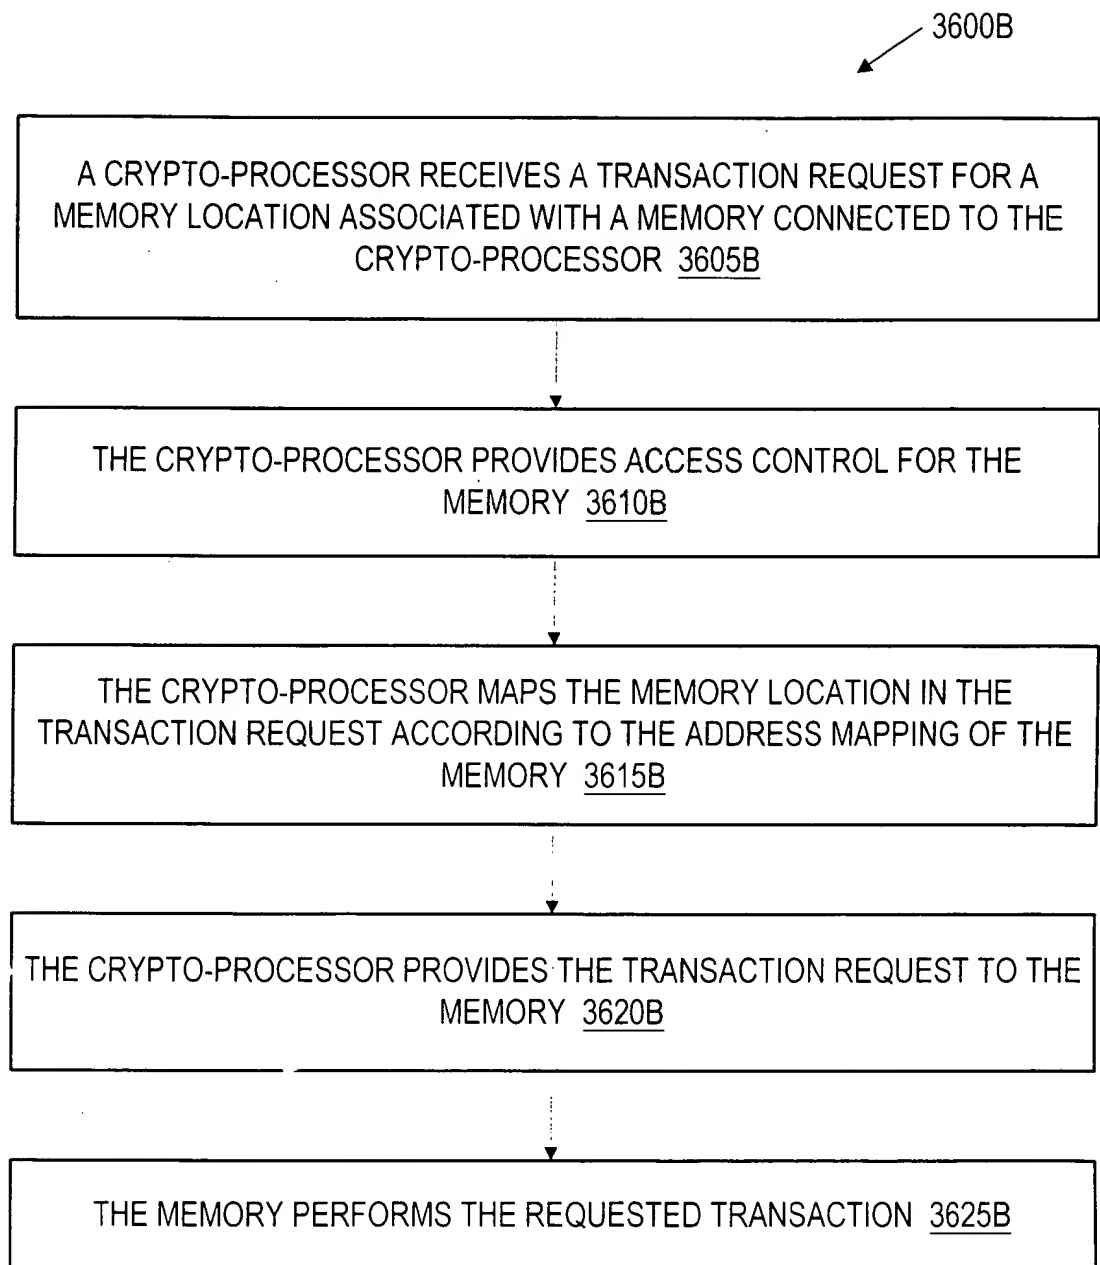 3600B
A CRYPTO-PROCESSOR RECEIVES A TRANSACTION REQUEST FOR A
MEMORY LOCATION ASSOCIATED WITH A MEMORY CONNECTED TO THE
CRYPTO-PROCESSOR 3605B
THE CRYPTO-PROCESSOR PROVIDES ACCESS CONTROL FOR THE
MEMORY 3610B
THE CRYPTO-PROCESSOR MAPS THE MEMORY LOCATION IN THE
TRANSACTION REQUEST ACCORDING TO THE ADDRESS MAPPING OF THE
MEMORY 3615B
THE CRYPTO-PROCESSOR PROVIDES THE TRANSACTION REQUEST TO THE
MEMORY 3620B
THE MEMORY PERFORMS THE REQUESTED TRANSACTION 3625B